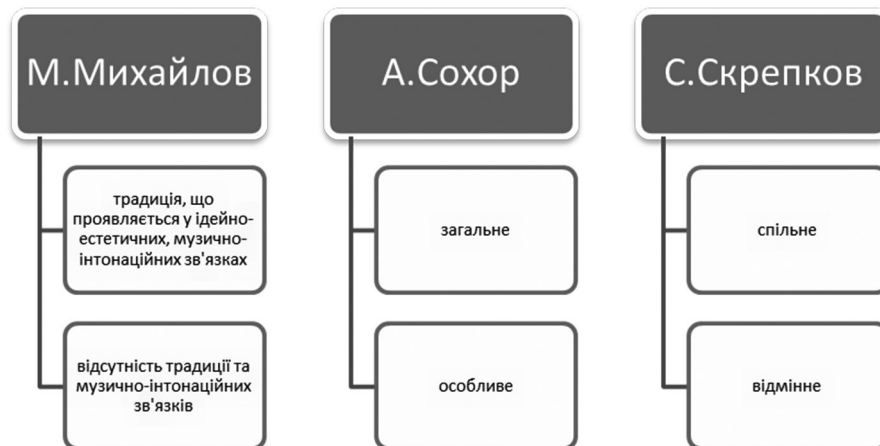 М.Михайлов
традиція, що
проявляється у ідейно-
естетичних, музично-
інтонаційних зв'язках
відсутність традиції та
музично-інтонаційних
зв'язків
А.Сохор
загальне
особливе
С.Скрепков
спільне
відмінне